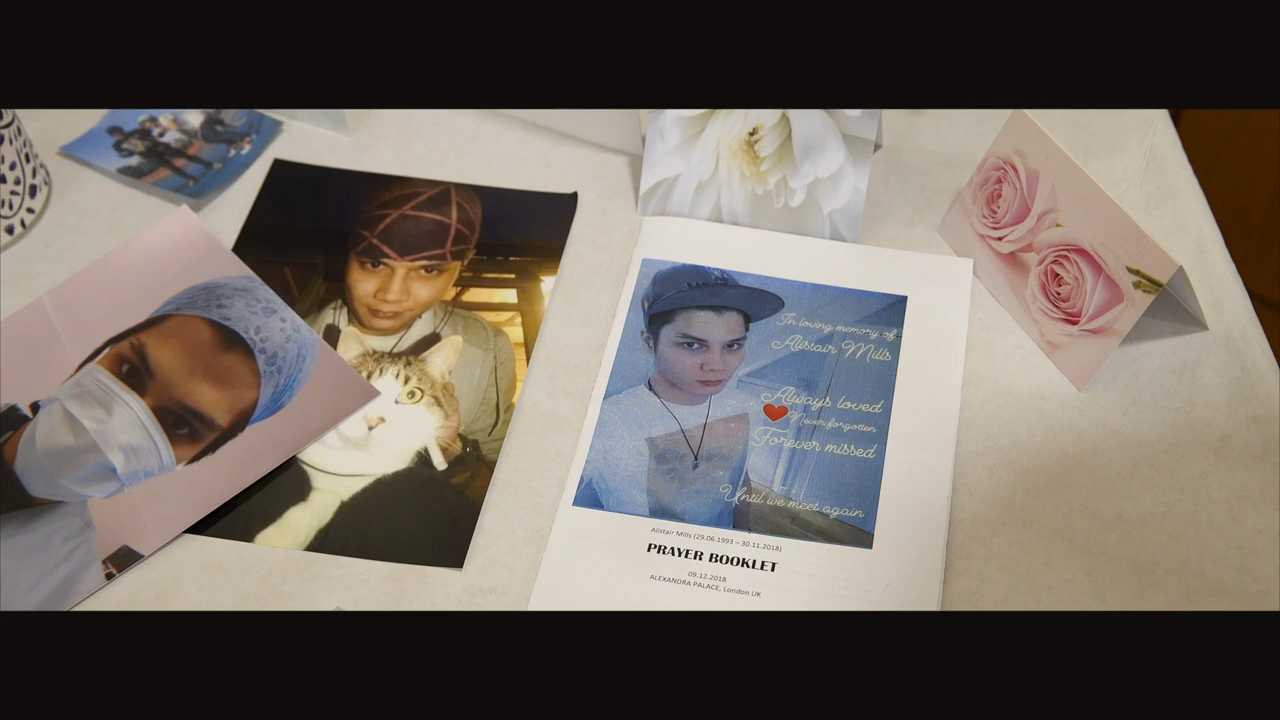 In loving memory of
Alistair Mills
Always loved
Never forgotten
Forever missed
Until we meet again
Alistair Mills (29.06.1993 – 30.11.2018)
PRAYER BOOKLET
09.12.2018
ALEXANDRA PALACE, London UK